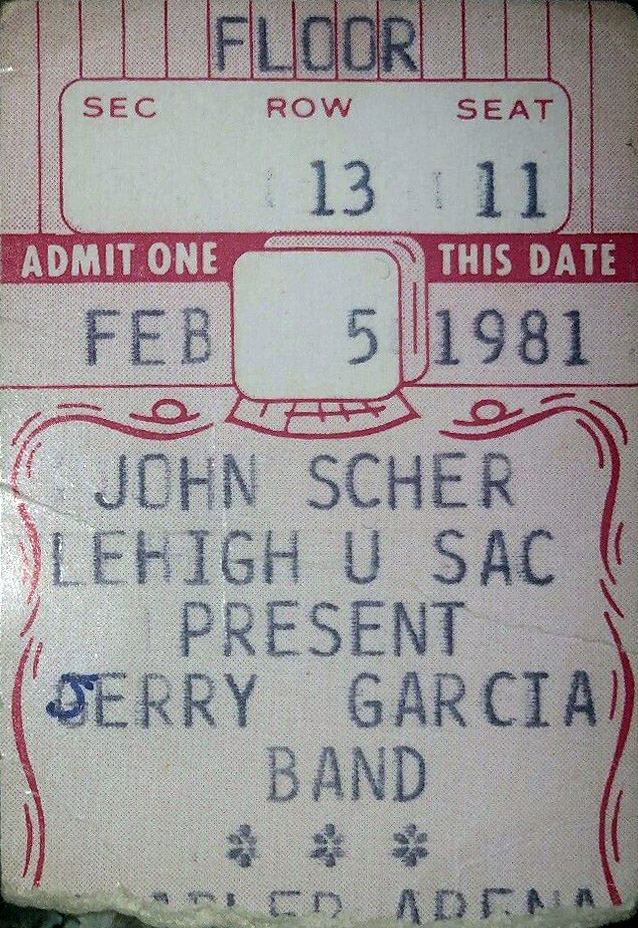 FLOOR
SEC ROW SEAT
13 11
ADMIT ONE THIS DATE
FEB 5 1981
JOHN SCHER
LEHIGH U SAC
PRESENT
JERRY GARCIA
BAND
* * *
ARENA